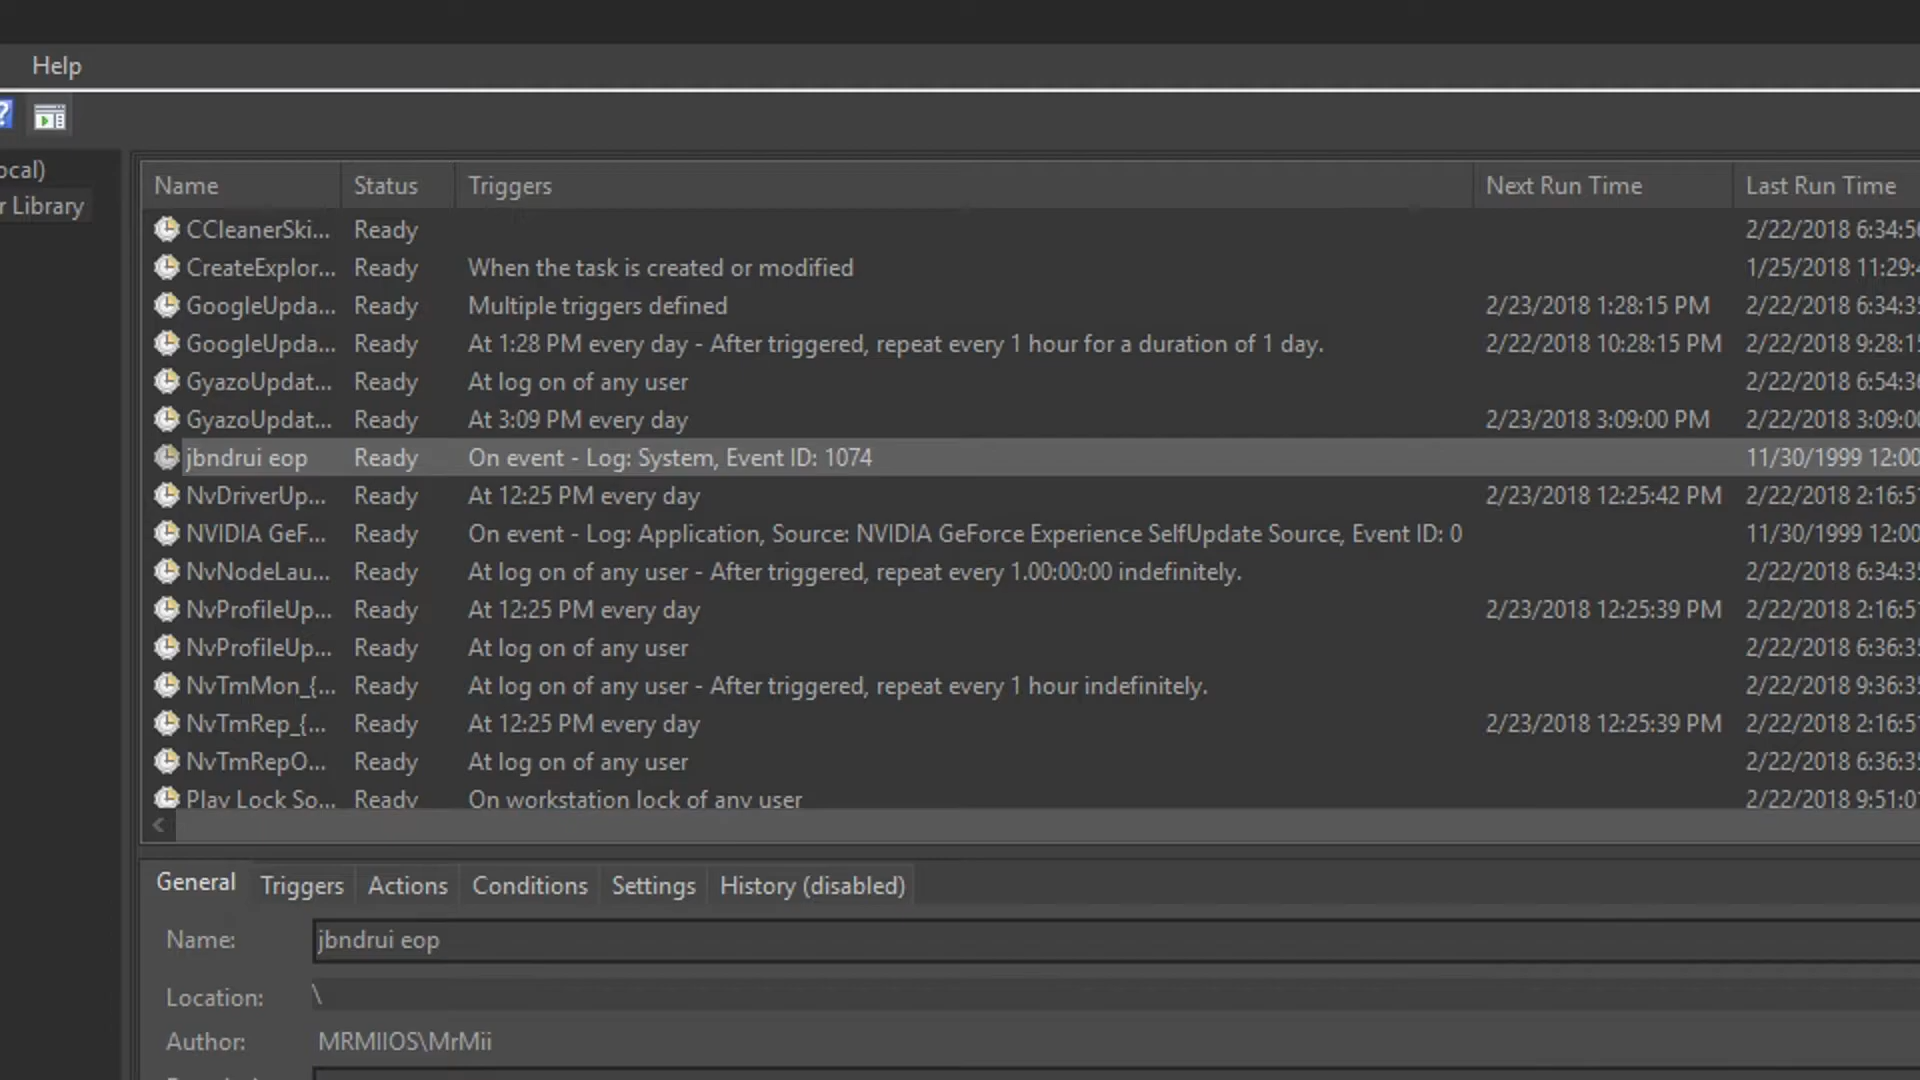 Help
ocal)
r Library
Name Status Triggers Next Run Time Last Run Time
CCleanerSki... Ready 2/22/2018 6:34:56
CreateExplor... Ready When the task is created or modified 1/25/2018 11:29:4
GoogleUpda... Ready Multiple triggers defined 2/23/2018 1:28:15 PM 2/22/2018 6:34:35
GoogleUpda... Ready At 1:28 PM every day - After triggered, repeat every 1 hour for a duration of 1 day. 2/22/2018 10:28:15 PM 2/22/2018 9:28:15
GyazoUpdat... Ready At log on of any user 2/22/2018 6:54:36
GyazoUpdat... Ready At 3:09 PM every day 2/23/2018 3:09:00 PM 2/22/2018 3:09:00
jbndrui eop Ready On event - Log: System, Event ID: 1074 11/30/1999 12:00
NvDriverUp... Ready At 12:25 PM every day 2/23/2018 12:25:42 PM 2/22/2018 2:16:51
NVIDIA GeF... Ready On event - Log: Application, Source: NVIDIA GeForce Experience SelfUpdate Source, Event ID: 0 11/30/1999 12:00
NvNodeLau... Ready At log on of any user - After triggered, repeat every 1.00:00:00 indefinitely. 2/22/2018 6:34:35
NvProfileUp... Ready At 12:25 PM every day 2/23/2018 12:25:39 PM 2/22/2018 2:16:51
NvProfileUp... Ready At log on of any user 2/22/2018 6:36:35
NvTmMon_{... Ready At log on of any user - After triggered, repeat every 1 hour indefinitely. 2/22/2018 9:36:35
NvTmRep_{... Ready At 12:25 PM every day 2/23/2018 12:25:39 PM 2/22/2018 2:16:51
NvTmRepO... Ready At log on of any user 2/22/2018 6:36:35
Play Lock So... Ready On workstation lock of any user 2/22/2018 9:51:01
General Triggers Actions Conditions Settings History (disabled)
Name: jbndrui eop
Location: \
Author: MRMIIOS\MrMii